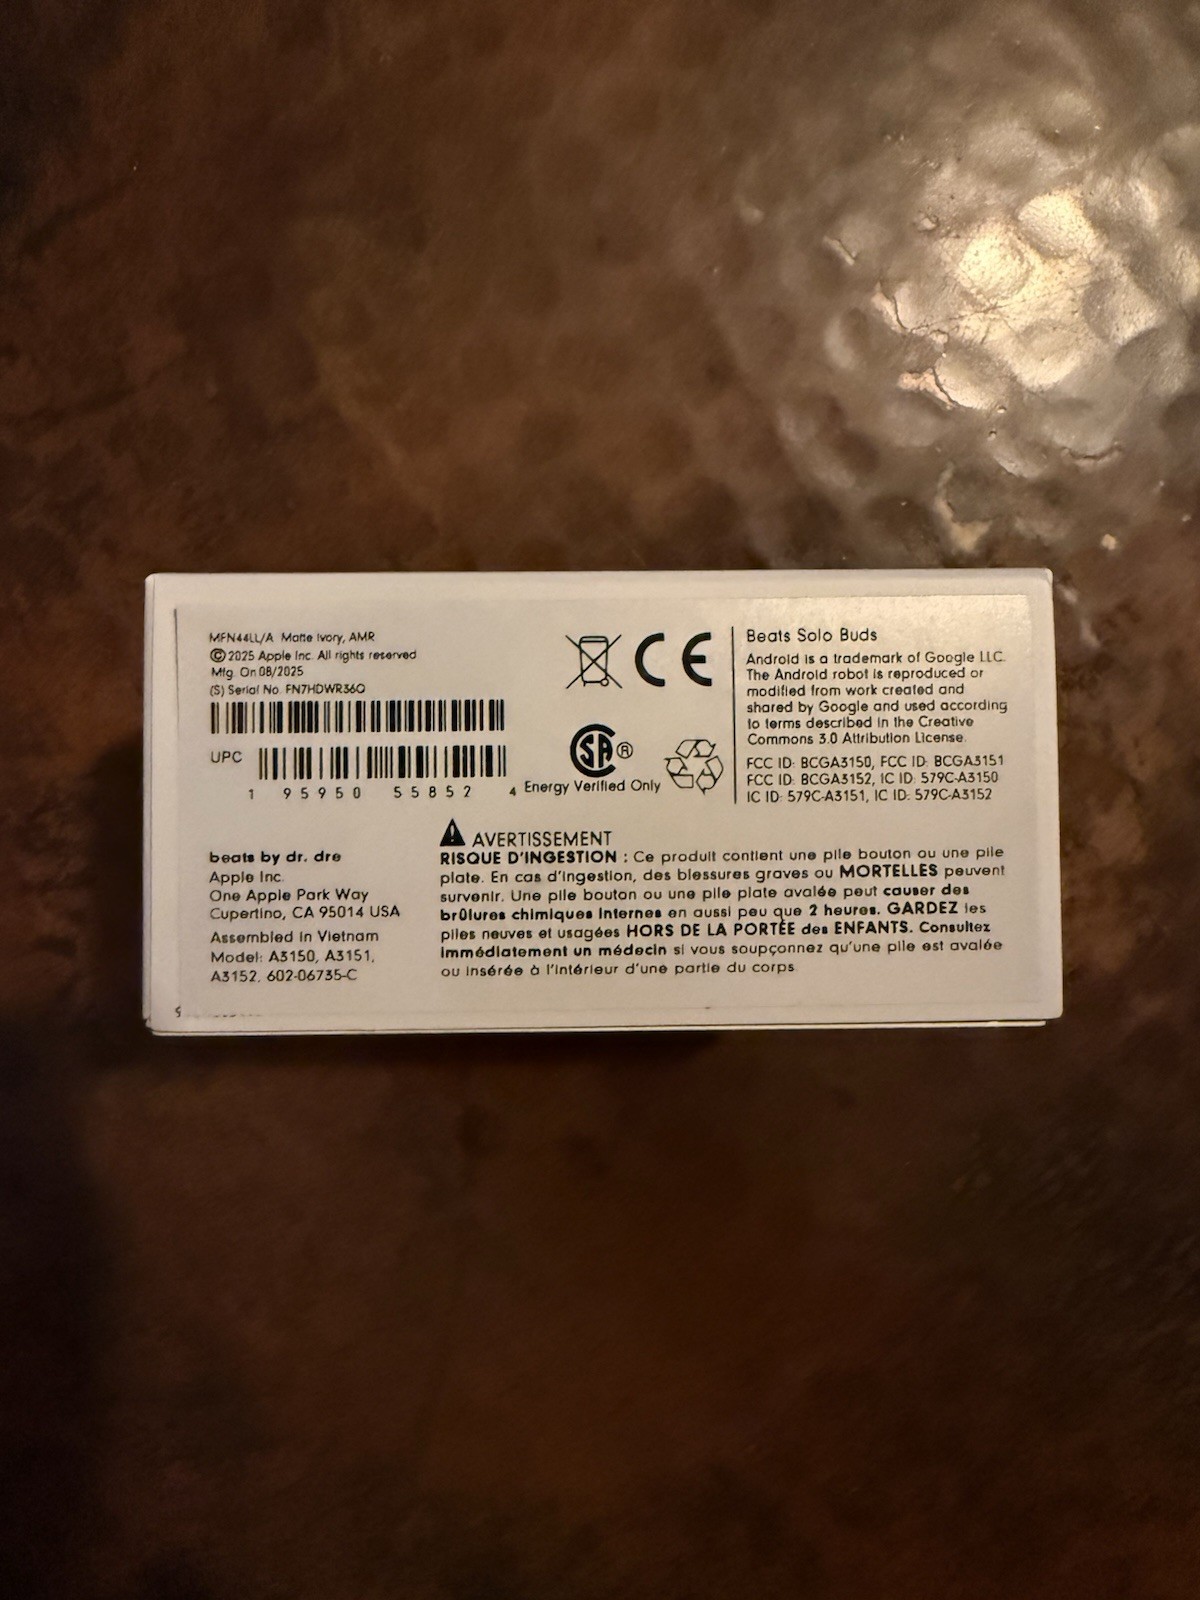 MFN44LL/A Matte Ivory, AMR
©2025 Apple Inc. All rights reserved
Mfg. On 08/2025
(S) Serial No. FN7HDWR36Q
UPC
1 95950 55852 4
CE
SA ®
Energy Verified Only
Beats Solo Buds
Android is a trademark of Google LLC.
The Android robot is reproduced or
modified from work created and
shared by Google and used according
to terms described in the Creative
Commons 3.0 Attribution License.
FCC ID: BCGA3150, FCC ID: BCGA3151
FCC ID: BCGA3152, IC ID: 579C-A3150
IC ID: 579C-A3151, IC ID: 579C-A3152
beats by dr. dre
Apple Inc.
One Apple Park Way
Cupertino, CA 95014 USA
Assembled in Vietnam
Model: A3150, A3151,
A3152. 602-06735-C
AVERTISSEMENT
RISQUE D'INGESTION : Ce produit contient une pile bouton ou une pile
plate. En cas d'ingestion, des blessures graves ou MORTELLES peuvent
survenir. Une pile bouton ou une pile plate avalée peut causer des
brûlures chimiques internes en aussi peu que 2 heures. GARDEZ les
piles neuves et usagées HORS DE LA PORTÉE des ENFANTS. Consultez
immédiatement un médecin si vous soupçonnez qu'une pile est avalée
ou insérée à l'intérieur d'une partie du corps.